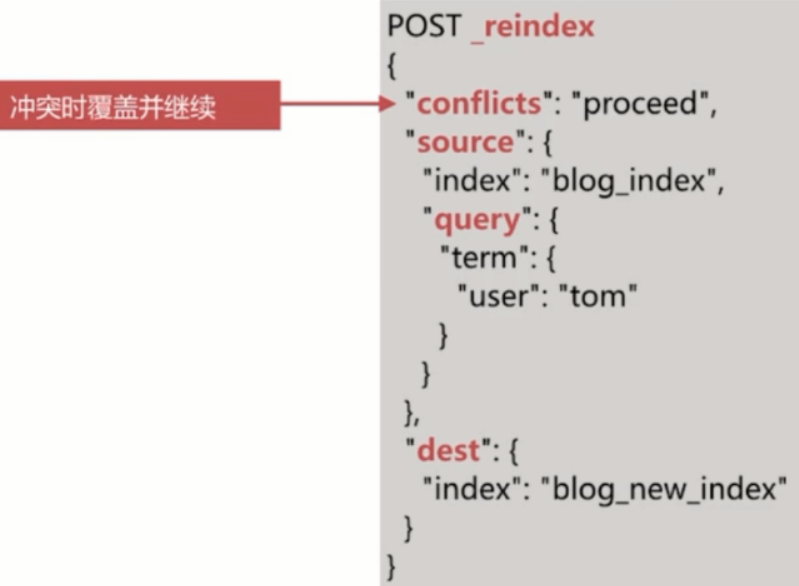 POST _reindex
{
冲突时覆盖并继续
"conflicts": "proceed",
"source": {
"index": "blog_index",
"query": {
"term": {
"user": "tom"
}
}
},
"dest": {
"index": "blog_new_index"
}
}